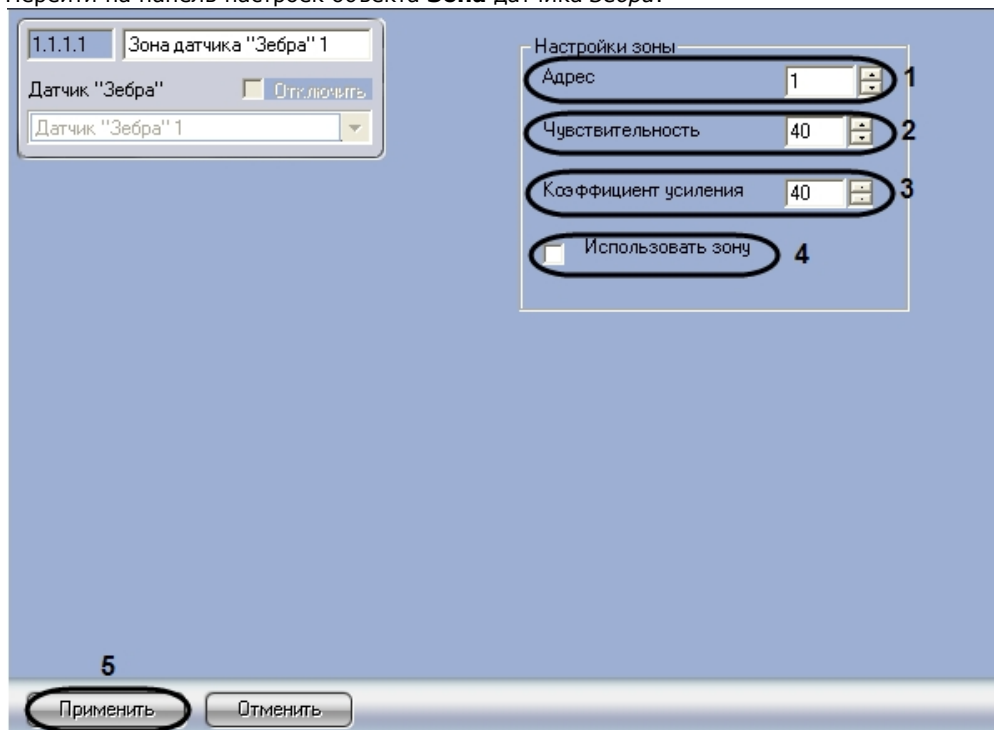 Перейти на панель настроек объекта Зона датчика Зебра.
1.1.1.1 Зона датчика "Зебра" 1
Датчик "Зебра" Отключить
Датчик "Зебра" 1
Настройки зоны
Адрес 1 1
Чувствительность 40 2
Коэффициент усиления 40 3
Использовать зону 4
5
Применить Отменить